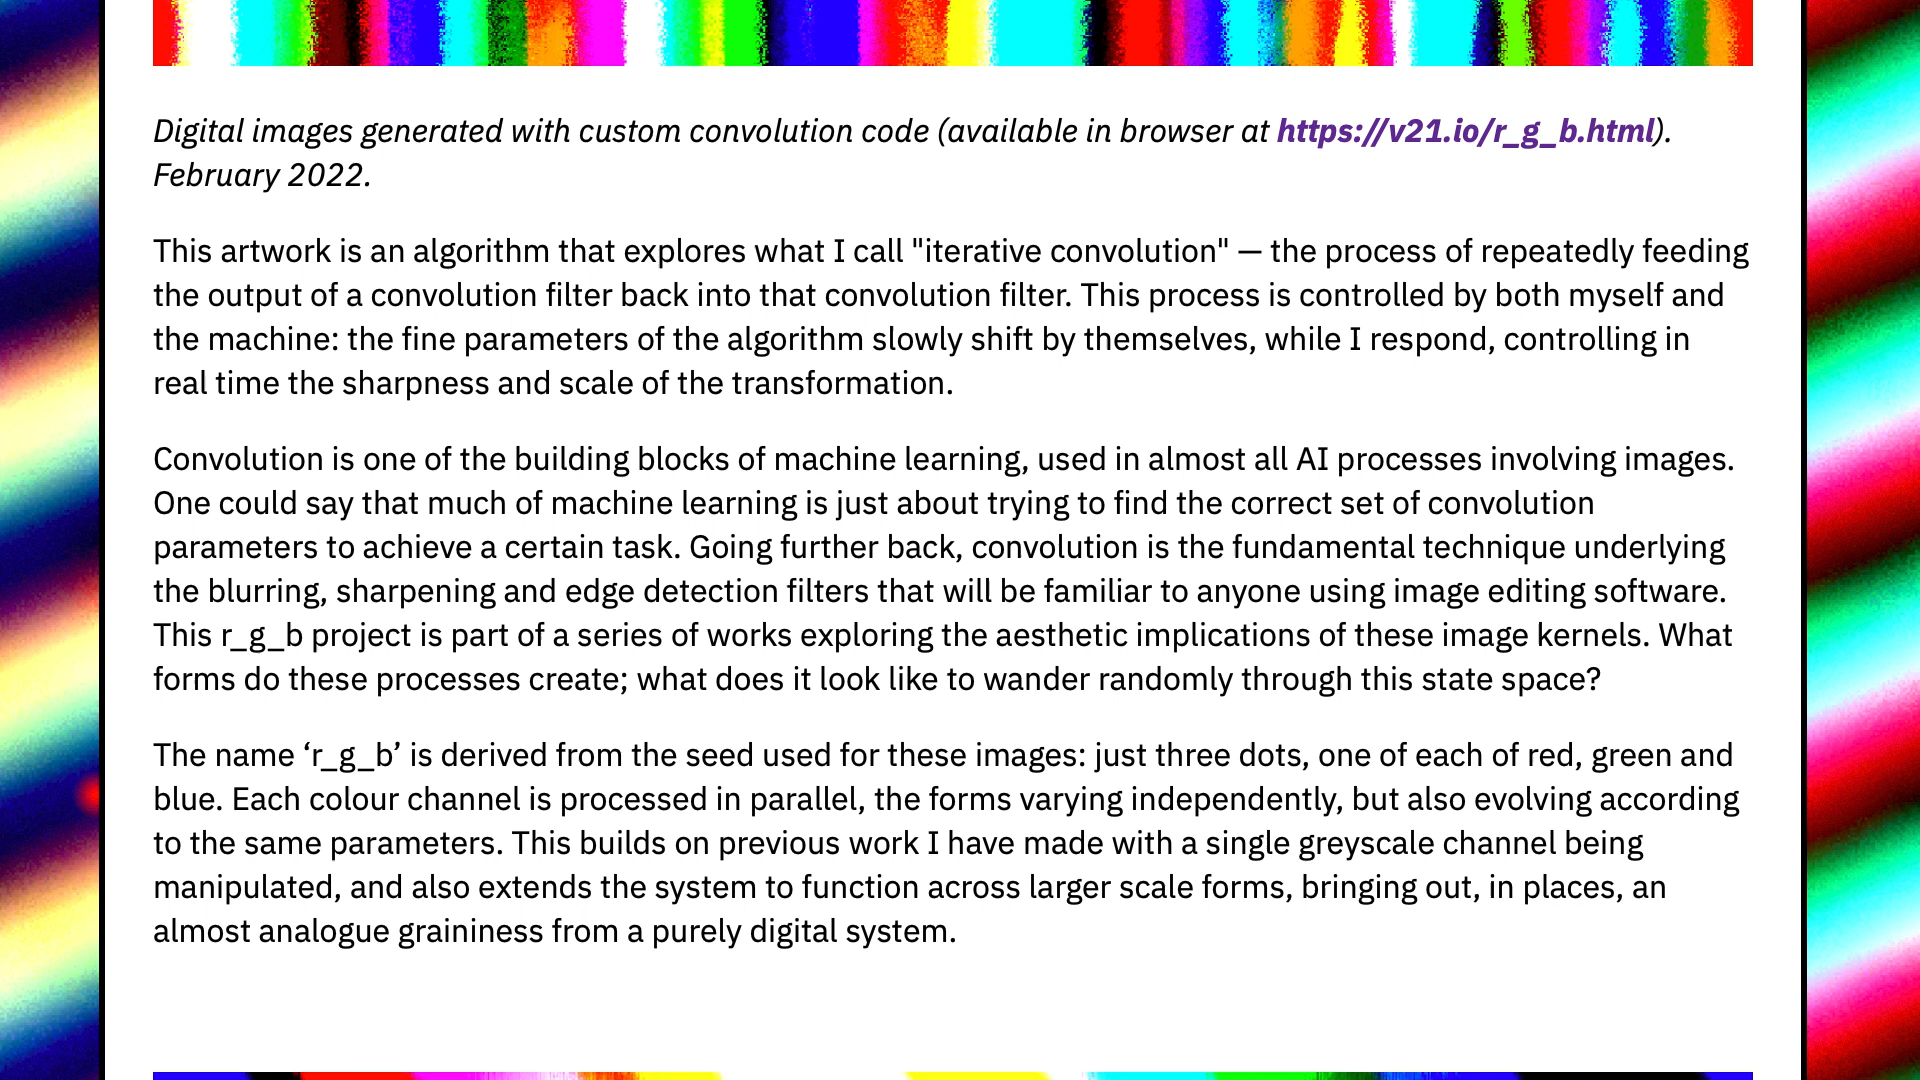 Digital images generated with custom convolution code (available in browser at https://v21.io/r_g_b.html).
February 2022.
This artwork is an algorithm that explores what I call "iterative convolution" — the process of repeatedly feeding
the output of a convolution filter back into that convolution filter. This process is controlled by both myself and
the machine: the fine parameters of the algorithm slowly shift by themselves, while I respond, controlling in
real time the sharpness and scale of the transformation.
Convolution is one of the building blocks of machine learning, used in almost all AI processes involving images.
One could say that much of machine learning is just about trying to find the correct set of convolution
parameters to achieve a certain task. Going further back, convolution is the fundamental technique underlying
the blurring, sharpening and edge detection filters that will be familiar to anyone using image editing software.
This r_g_b project is part of a series of works exploring the aesthetic implications of these image kernels. What
forms do these processes create; what does it look like to wander randomly through this state space?
The name ‘r_g_b’ is derived from the seed used for these images: just three dots, one of each of red, green and
blue. Each colour channel is processed in parallel, the forms varying independently, but also evolving according
to the same parameters. This builds on previous work I have made with a single greyscale channel being
manipulated, and also extends the system to function across larger scale forms, bringing out, in places, an
almost analogue graininess from a purely digital system.